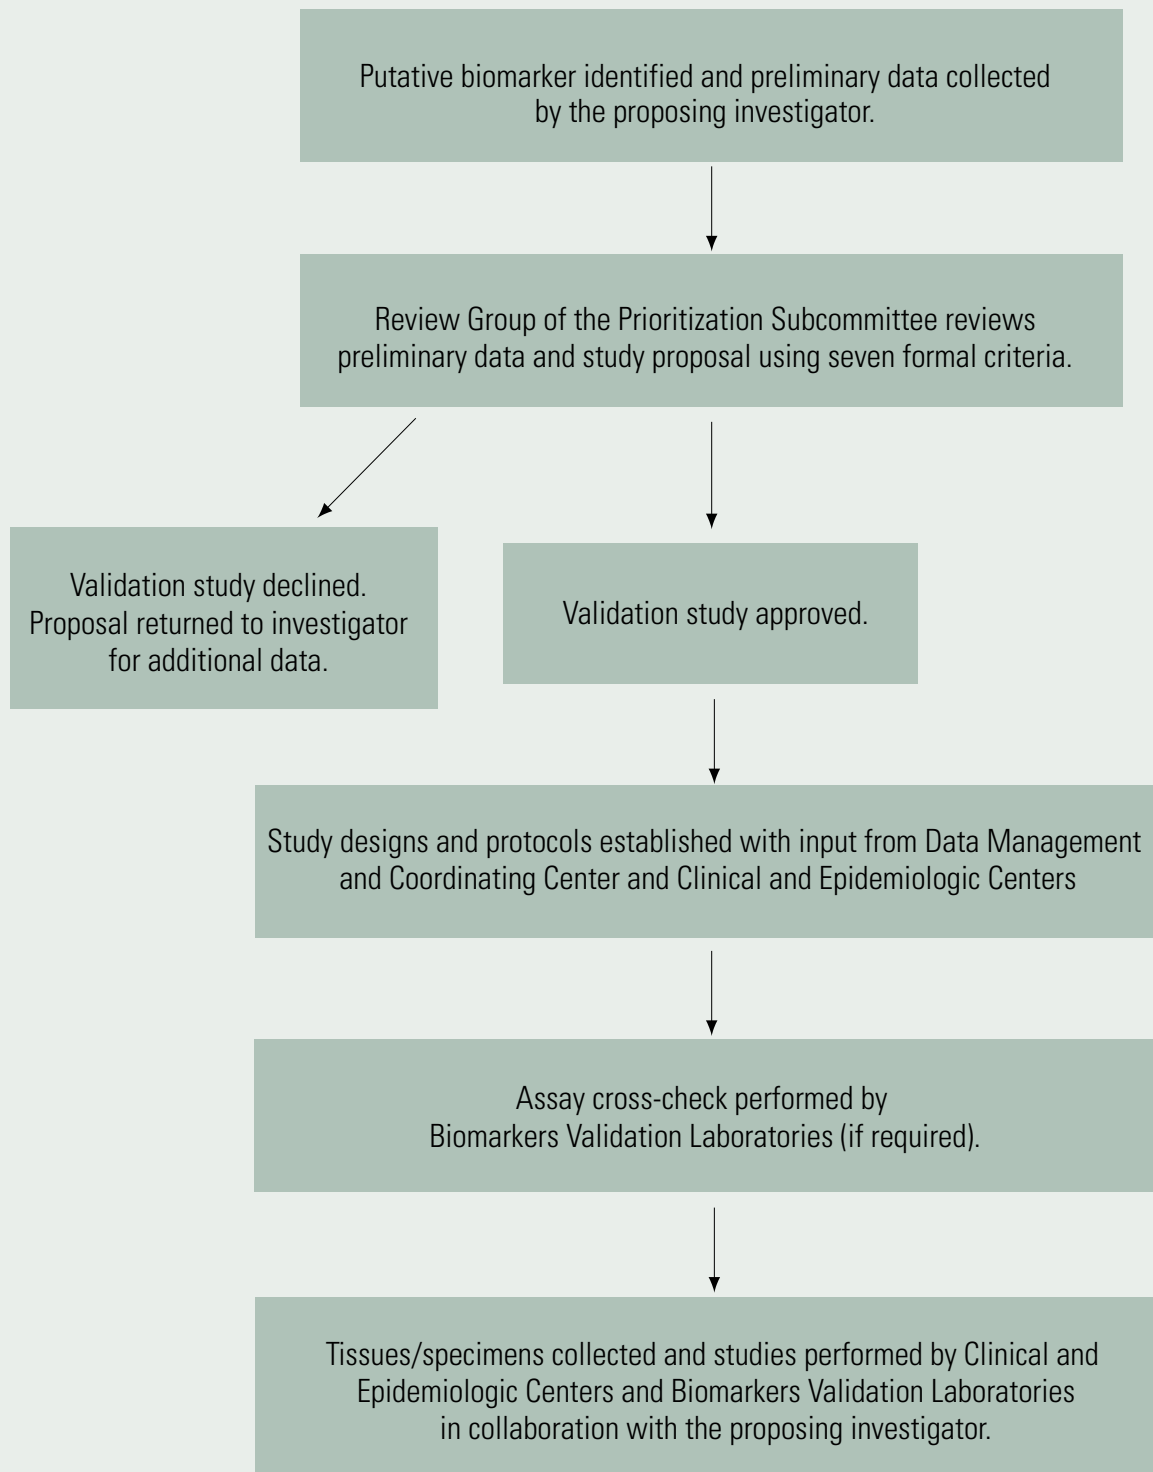 Putative biomarker identified and preliminary data collected
by the proposing investigator.
Review Group of the Prioritization Subcommittee reviews
preliminary data and study proposal using seven formal criteria.
Validation study declined.
Proposal returned to investigator
for additional data.
Validation study approved.
Study designs and protocols established with input from Data Management
and Coordinating Center and Clinical and Epidemiologic Centers
Assay cross-check performed by
Biomarkers Validation Laboratories (if required).
Tissues/specimens collected and studies performed by Clinical and
Epidemiologic Centers and Biomarkers Validation Laboratories
in collaboration with the proposing investigator.